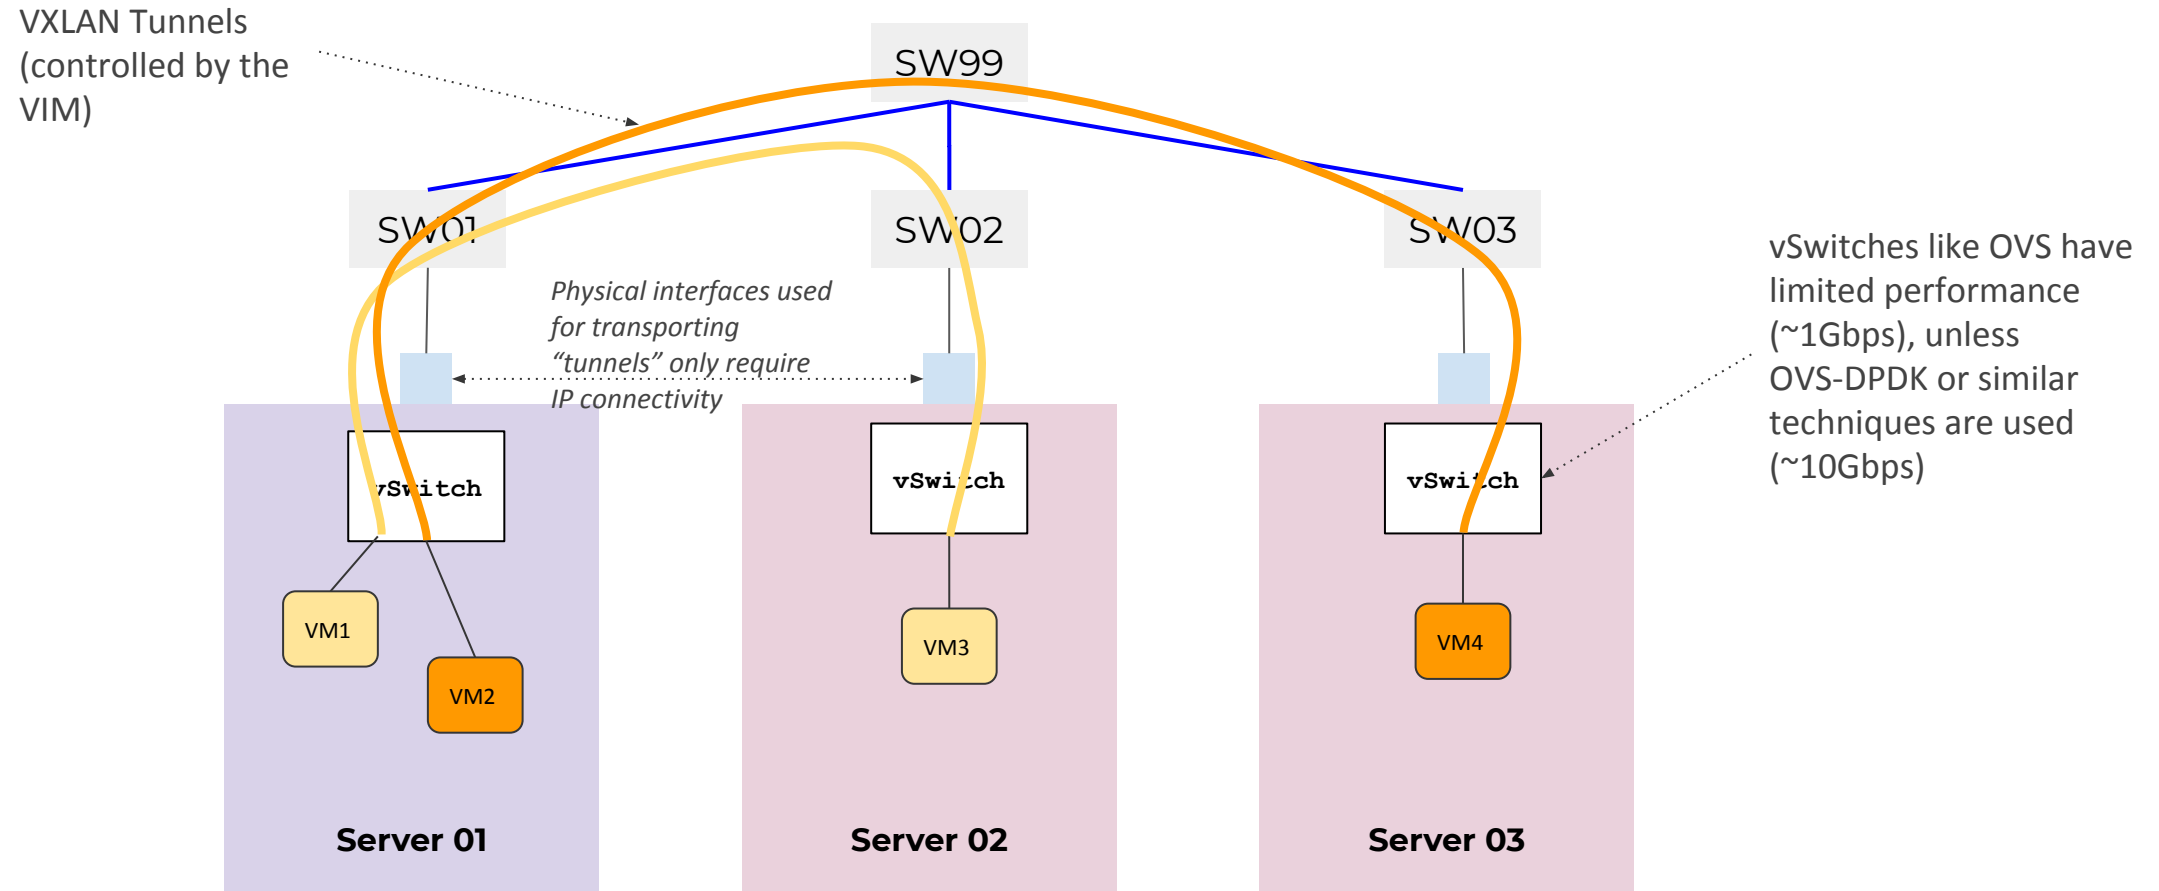 VXLAN Tunnels
(controlled by the
VIM)
SW99
SW01
SW02
SW03
Physical interfaces used
for transporting
“tunnels” only require
IP connectivity
vSwitches like OVS have
limited performance
(~1Gbps), unless
OVS-DPDK or similar
techniques are used
(~10Gbps)
vSwitch
vSwitch
vSwitch
VM1
VM2
VM3
VM4
Server 01
Server 02
Server 03